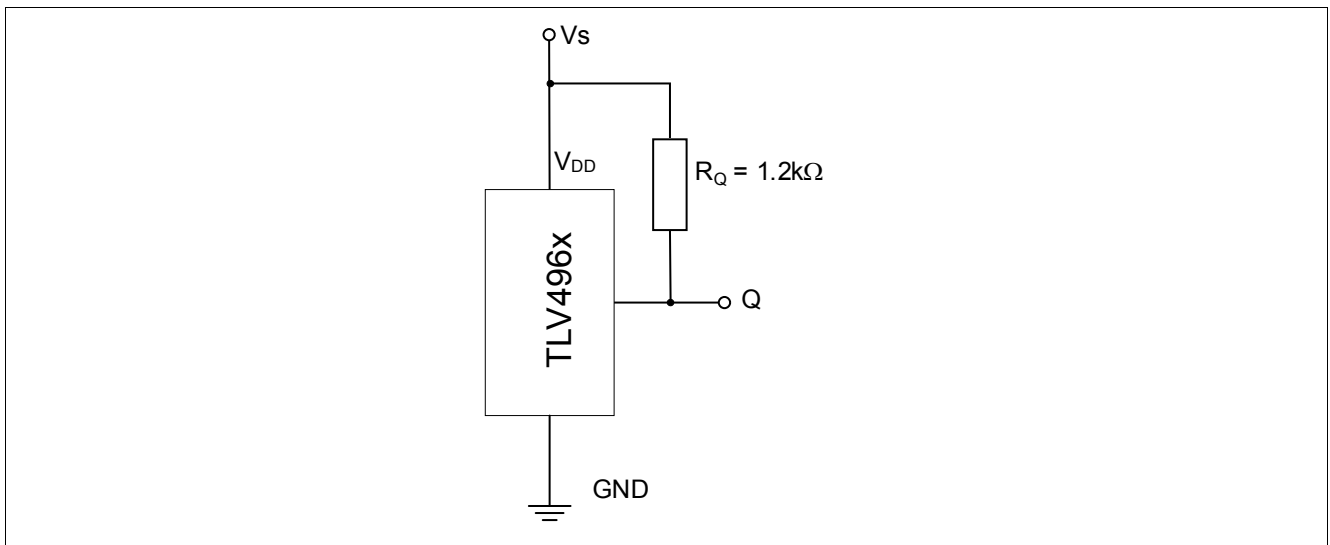 Vs
VDD
RQ = 1.2kΩ
TLV496x
Q
GND